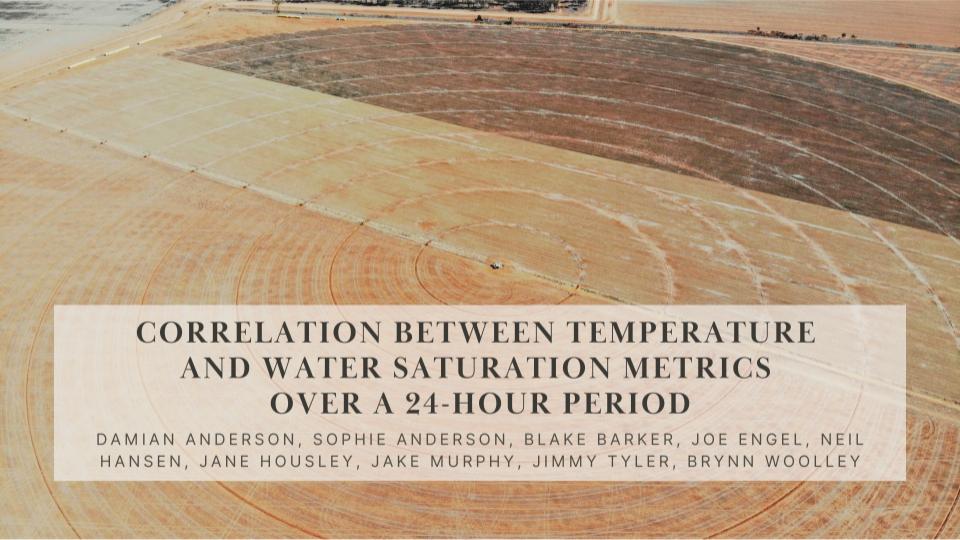 CORRELATION BETWEEN TEMPERATURE
AND WATER SATURATION METRICS
OVER A 24-HOUR PERIOD
DAMIAN ANDERSON, SOPHIE ANDERSON, BLAKE BARKER, JOE ENGEL, NEIL
HANSEN, JANE HOUSLEY, JAKE MURPHY, JIMMY TYLER, BRYNN WOOLLEY